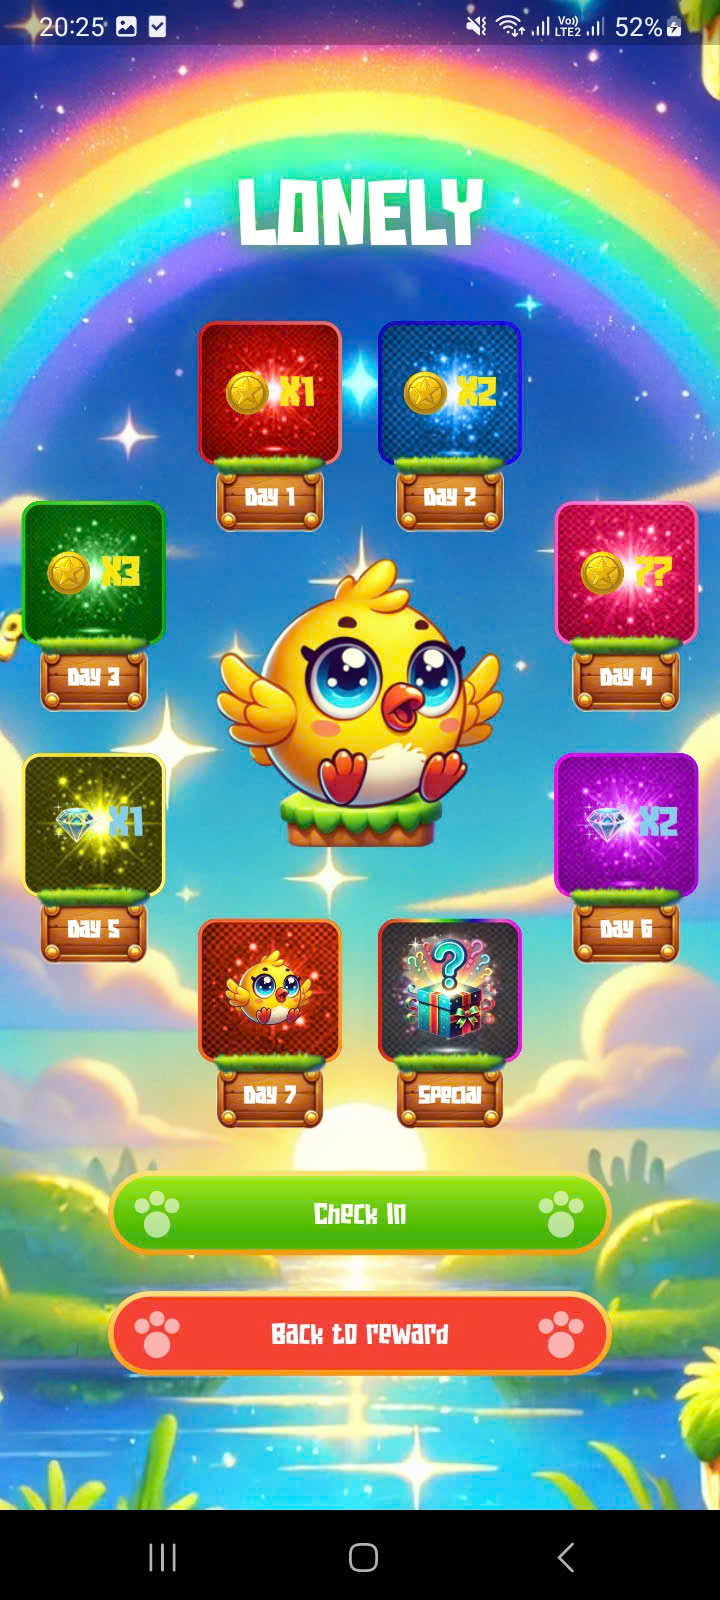 20:25
Vo))
LTE2
52%
LONELY
X1
X2
Day 1
Day 2
X3
??
Day 3
Day 4
X1
X2
Day 5
Day 6
?
Day 7
Special
Check In
Back to reward